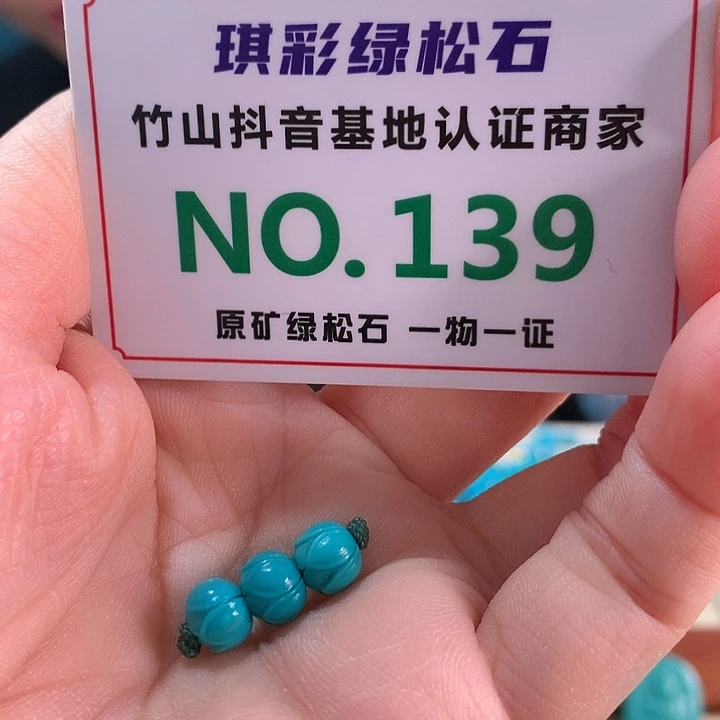 琪彩绿松石
竹山抖音基地认证商家
NO.139
原矿绿松石 一物一证